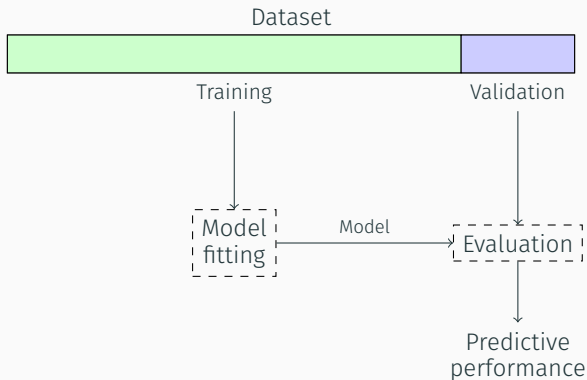 Dataset
Training
Validation
Model
fitting
Model
Evaluation
Predictive
performance